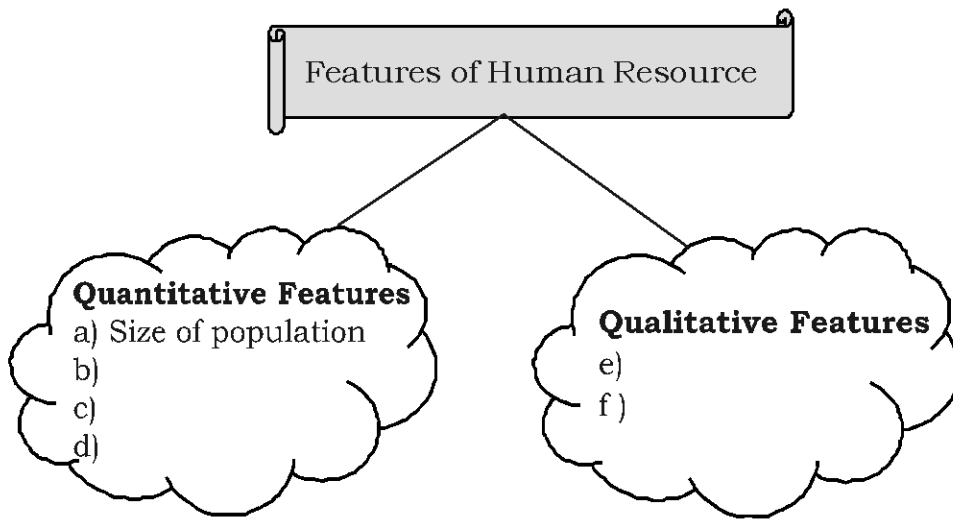 Features of Human Resource
Quantitative Features
a) Size of population
b)
c)
d)
Qualitative Features
e)
f )